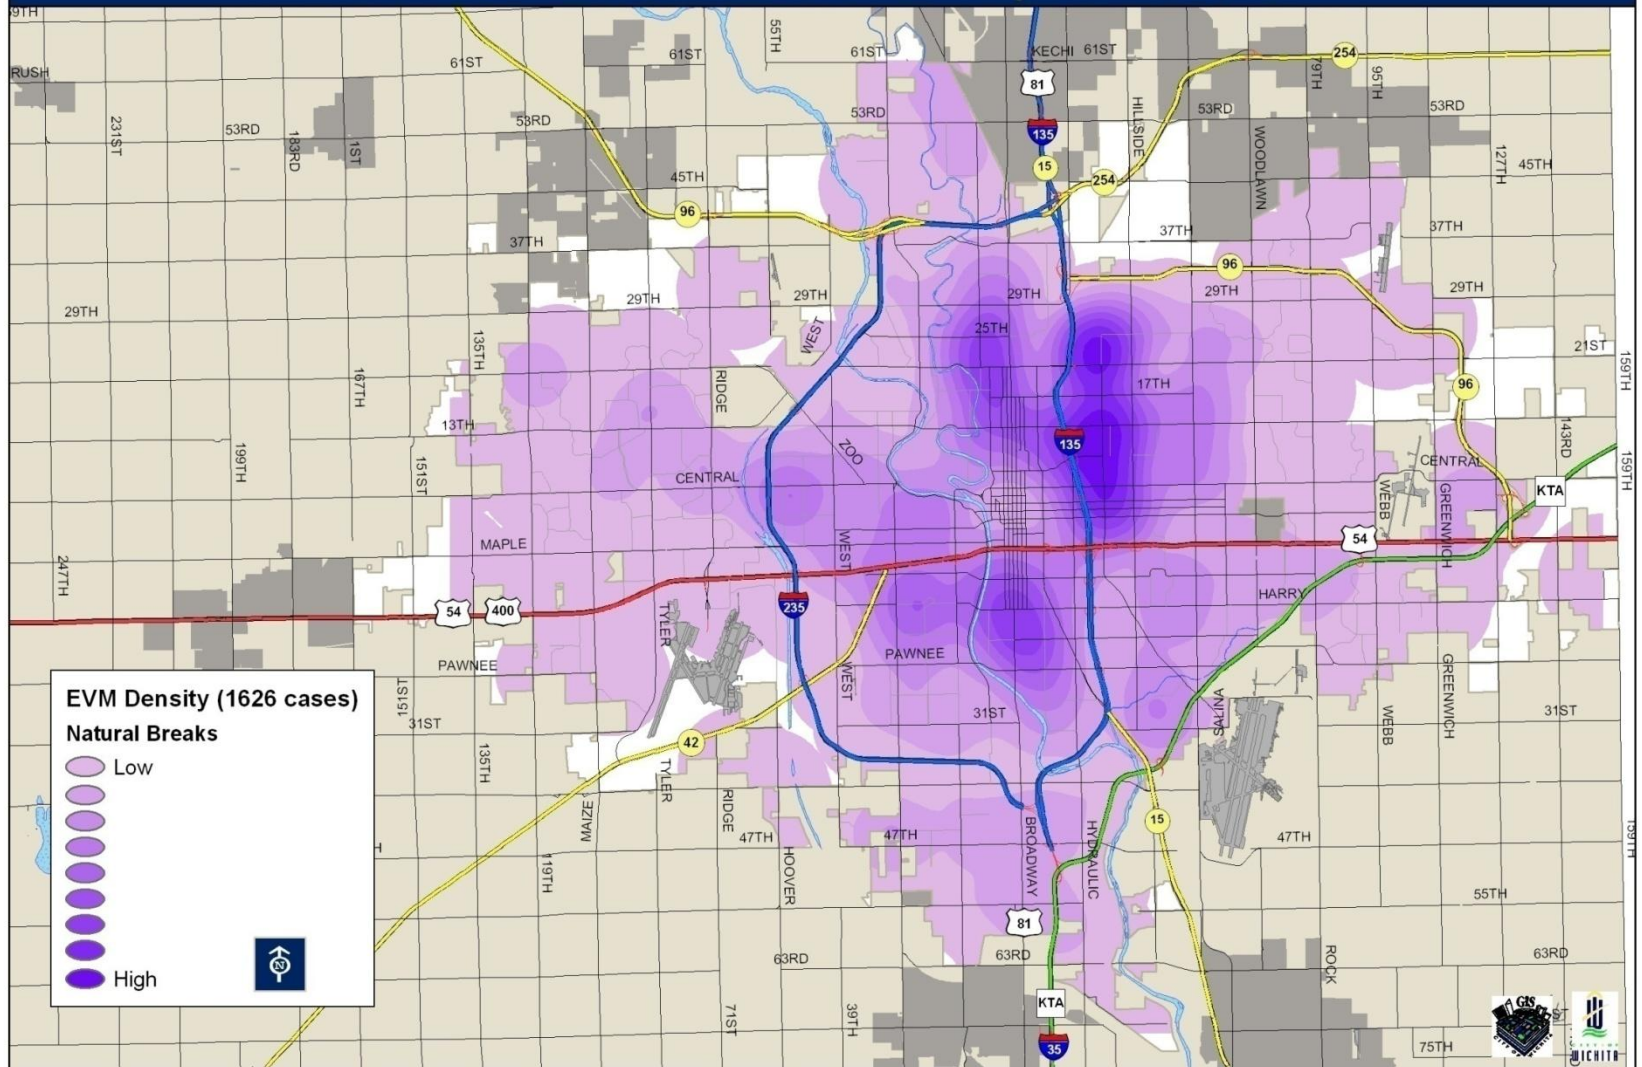 9TH
55TH
61ST
61ST
61ST
KECHI 61ST
254
RUSH
81
79TH
95TH
53RD
53RD
53RD
HILLSIDE
53RD
53RD
231ST
183RD
1ST
135
WOODLAWN
127TH
45TH
15
254
45TH
96
37TH
37TH
37TH
96
29TH
29TH
29TH
29TH
29TH
29TH
WEST
25TH
135TH
21ST
159TH
167TH
RIDGE
17TH
96
13TH
ZOO
135
143RD
199TH
151ST
CENTRAL
CENTRAL
159TH
KTA
WEBB
GREENWICH
MAPLE
WEST
54
247TH
HARRY
54
400
235
TYLER
PAWNEE
PAWNEE
WEST
GREENWICH
151ST
31ST
31ST
SALINA
WEBB
31ST
42
135TH
TYLER
RIDGE
MAIZE
47TH
47TH
BROADWAY
HYDRAULIC
15
47TH
159TH
H
119TH
HOOVER
55TH
81
63RD
63RD
ROCK
63RD
KTA
71ST
39TH
35
75TH
EVM Density (1626 cases)
Natural Breaks
Low
High
N
GIS
WICHITA